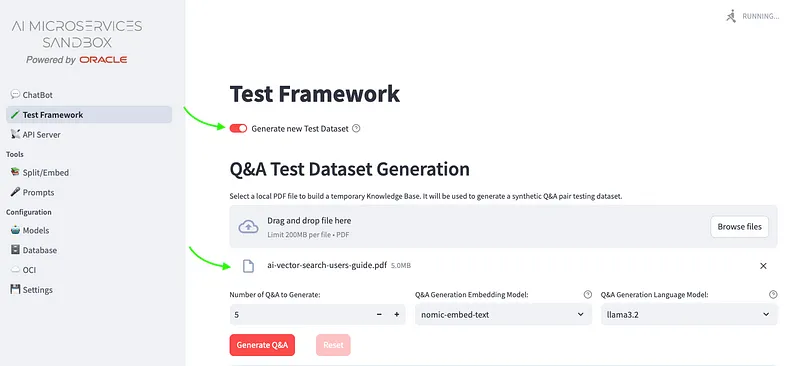 AI MICROSERVICES
SANDBOX
Powered by ORACLE
ChatBot
Test Framework
API Server
Tools
Split/Embed
Prompts
Configuration
Models
Database
OCI
Settings
RUNNING...
Test Framework
Generate new Test Dataset
Q&A Test Dataset Generation
Select a local PDF file to build a temporary Knowledge Base. It will be used to generate a synthetic Q&A pair testing dataset.
Drag and drop file here
Limit 200MB per file • PDF
Browse files
ai-vector-search-users-guide.pdf 5.0MB
Number of Q&A to Generate:
Q&A Generation Embedding Model:
Q&A Generation Language Model:
5
nomic-embed-text
llama3.2
Generate Q&A
Reset